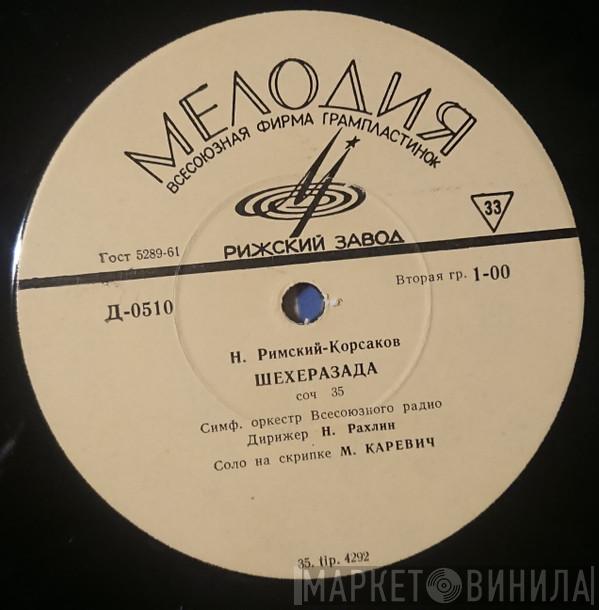 МЕЛОДИЯ
ВСЕСОЮЗНАЯ ФИРМА ГРАМПЛАСТИНОК
33
РИЖСКИЙ ЗАВОД
Гост 5289-61
Д-0510
Вторая гр. 1-00
Н. Римский-Корсаков
ШЕХЕРАЗАДА
соч 35
Симф. оркестр Всесоюзного радио
Дирижер Н. Рахлин
Соло на скрипке М. КАРЕВИЧ
35. tip. 4292
МАРКЕТ ВИНИЛА